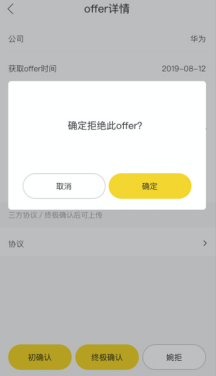 offer详情
公司 华为
获取offer时间 2019-08-12
确定拒绝此offer?
取消 确定
三方协议 / 终极确认后可上传
协议
初确认 终极确认 婉拒